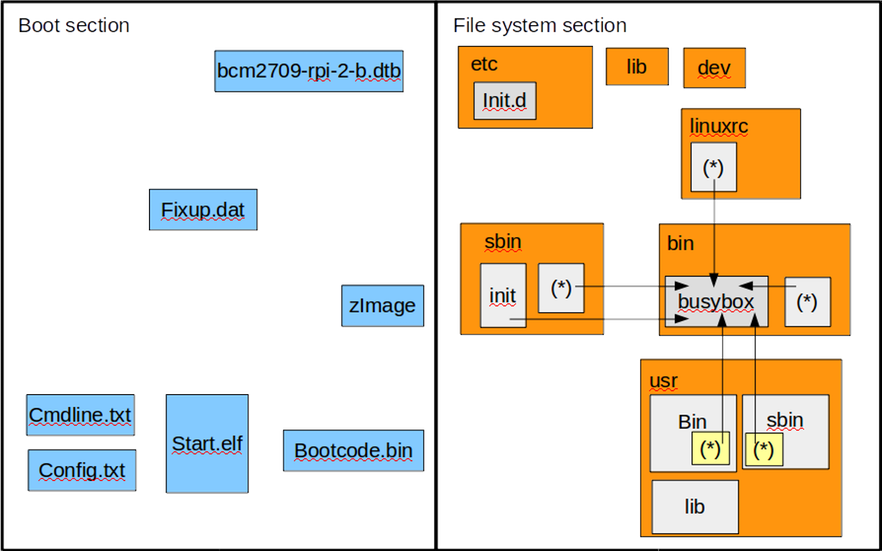 Boot section
bcm2709-rpi-2-b.dtb
Fixup.dat
zImage
Cmdline.txt
Start.elf
Bootcode.bin
Config.txt
File system section
etc
Init.d
lib
dev
linuxrc
(*)
sbin
init
(*)
bin
busybox
(*)
usr
Bin
(*)
sbin
(*)
lib